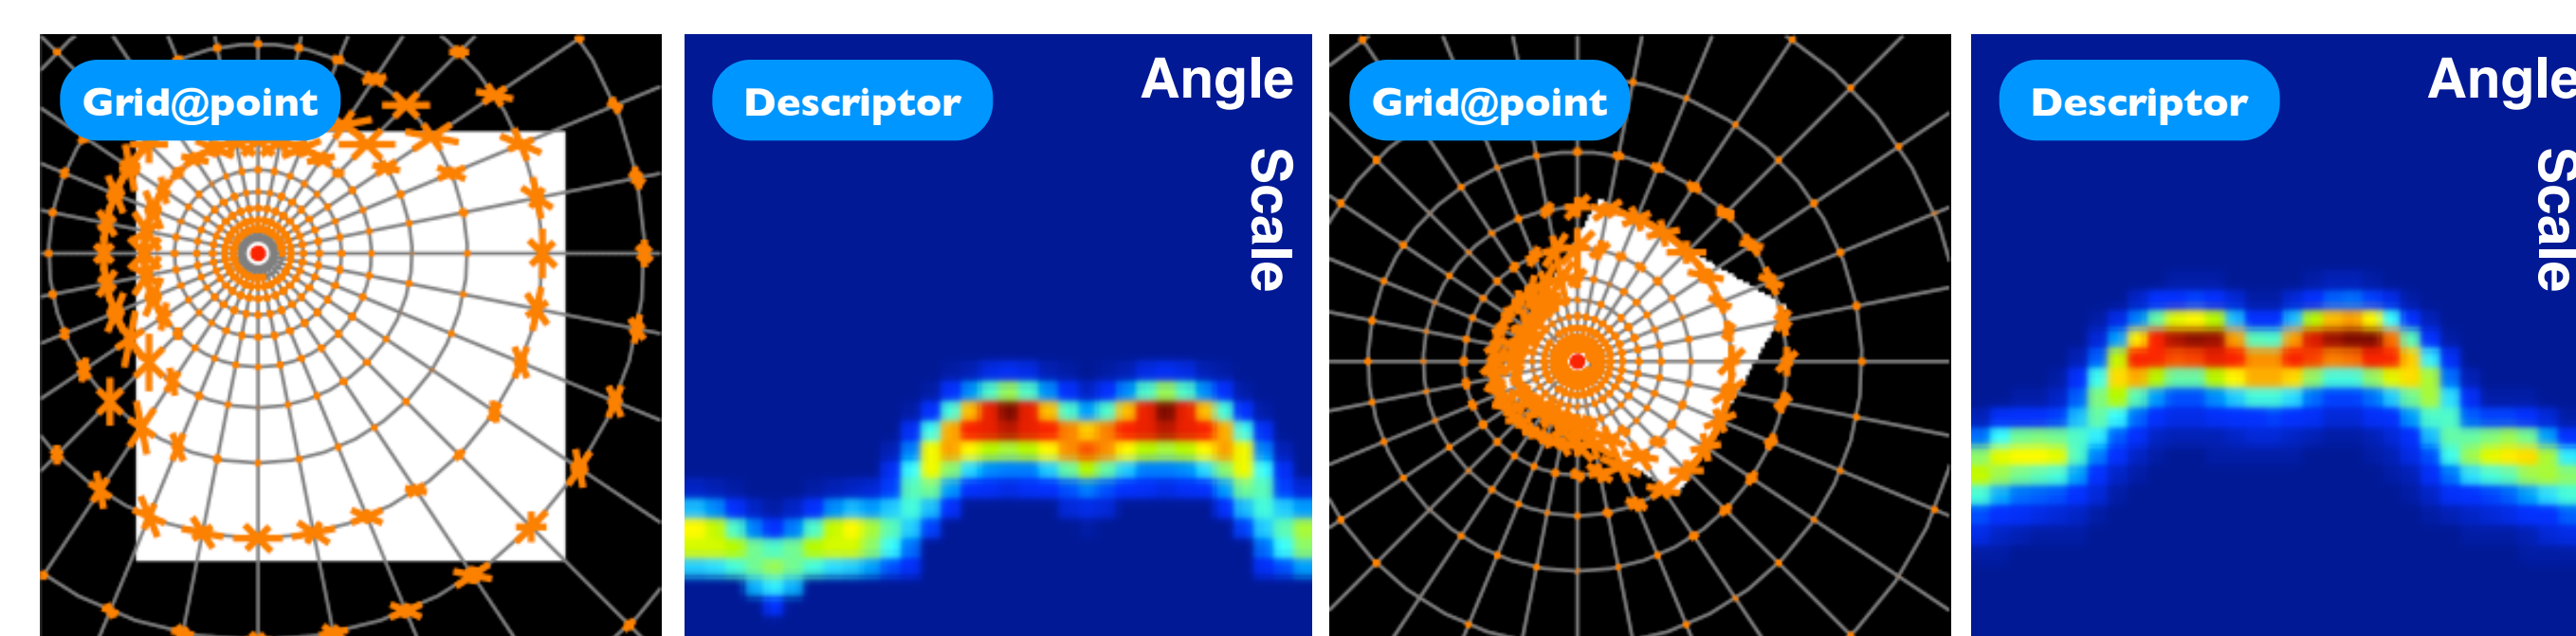 Grid@point
Descriptor
Angle
Scale
Grid@point
Descriptor
Angle
Scale